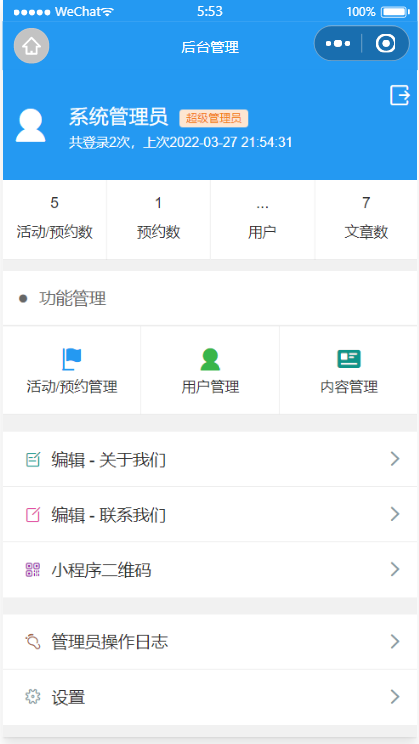 WeChat
5:53
100%
后台管理
系统管理员 超级管理员
共登录2次，上次2022-03-27 21:54:31
5 1 ... 7
活动/预约数 预约数 用户 文章数
功能管理
活动/预约管理 用户管理 内容管理
编辑 - 关于我们
编辑 - 联系我们
小程序二维码
管理员操作日志
设置